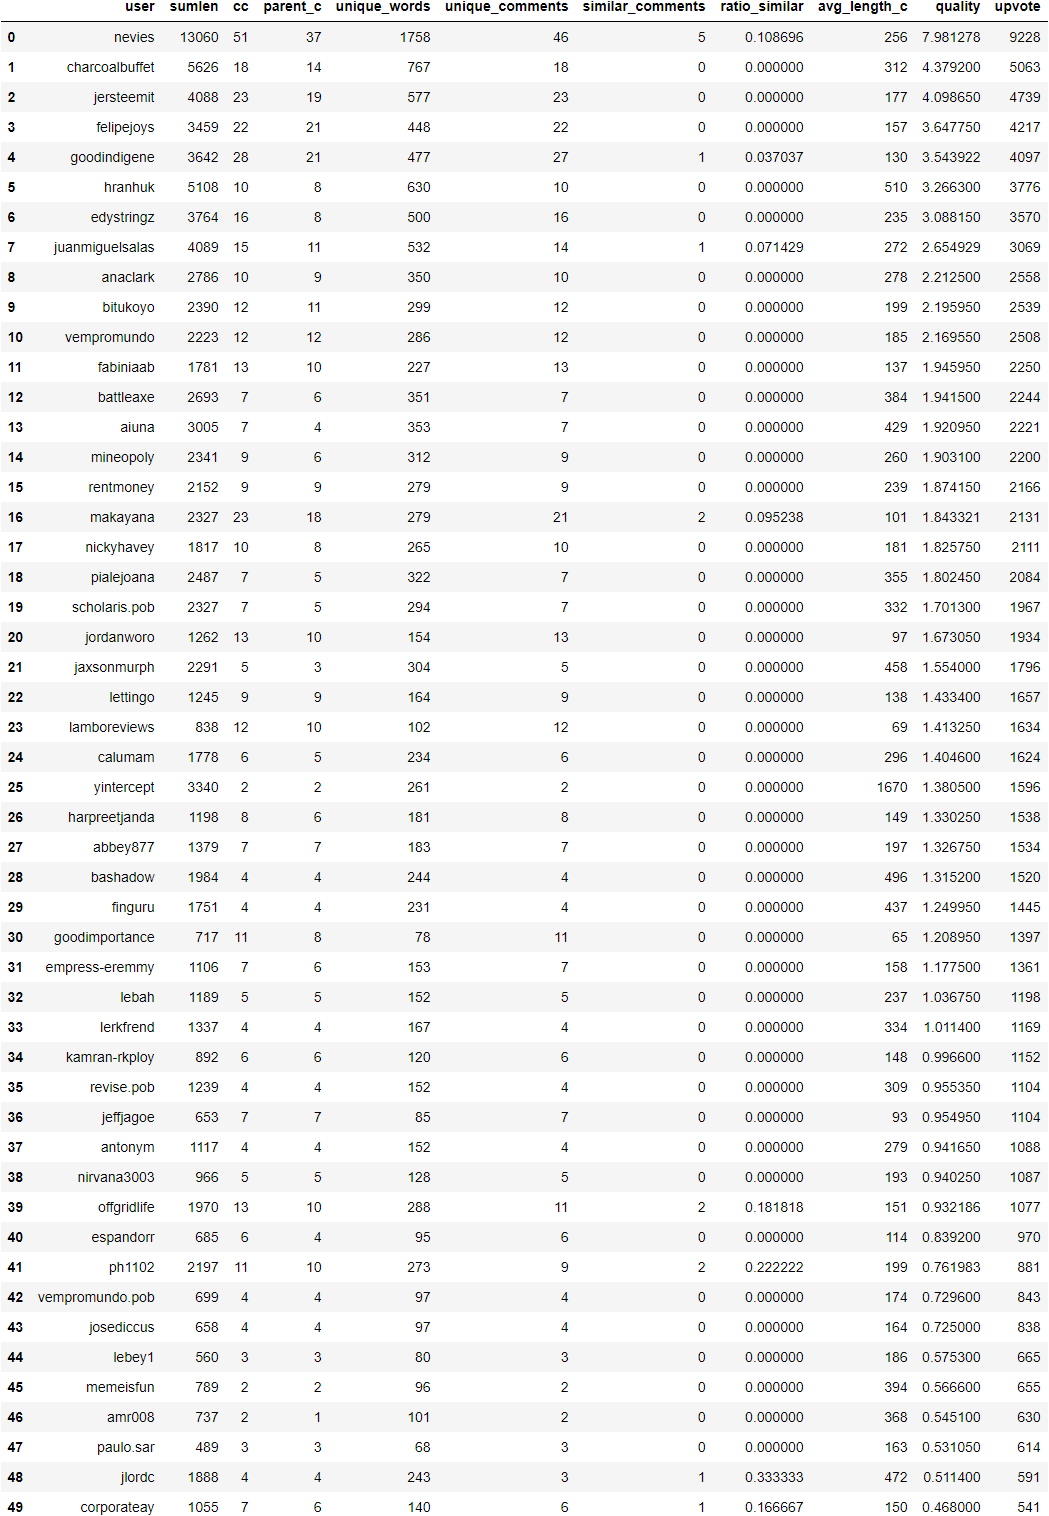 user sumlen cc parent_c unique_words unique_comments similar_comments ratio_similar avg_length_c quality upvote
0 nevies 13060 51 37 1758 46 5 0.108696 256 7.981278 9228
1 charcoalbuffet 5626 18 14 767 18 0 0.000000 312 4.379200 5063
2 jersteemit 4088 23 19 577 23 0 0.000000 177 4.098650 4739
3 felipejoys 3459 22 21 448 22 0 0.000000 157 3.647750 4217
4 goodindigene 3642 28 21 477 27 1 0.037037 130 3.543922 4097
5 hranhuk 5108 10 8 630 10 0 0.000000 510 3.266300 3776
6 edystringz 3764 16 8 500 16 0 0.000000 235 3.088150 3570
7 juanmiguelsalas 4089 15 11 532 14 1 0.071429 272 2.654929 3069
8 anaclark 2786 10 9 350 10 0 0.000000 278 2.212500 2558
9 bitukoyo 2390 12 11 299 12 0 0.000000 199 2.195950 2539
10 vempromundo 2223 12 12 286 12 0 0.000000 185 2.169550 2508
11 fabiniaab 1781 13 10 227 13 0 0.000000 137 1.945950 2250
12 battleaxe 2693 7 6 351 7 0 0.000000 384 1.941500 2244
13 aiuna 3005 7 4 353 7 0 0.000000 429 1.920950 2221
14 mineopoly 2341 9 6 312 9 0 0.000000 260 1.903100 2200
15 rentmoney 2152 9 9 279 9 0 0.000000 239 1.874150 2166
16 makayana 2327 23 18 279 21 2 0.095238 101 1.843321 2131
17 nickyhavey 1817 10 8 265 10 0 0.000000 181 1.825750 2111
18 pialejoana 2487 7 5 322 7 0 0.000000 355 1.802450 2084
19 scholaris.pob 2327 7 5 294 7 0 0.000000 332 1.701300 1967
20 jordanworo 1262 13 10 154 13 0 0.000000 97 1.673050 1934
21 jaxsonmurph 2291 5 3 304 5 0 0.000000 458 1.554000 1796
22 lettingo 1245 9 9 164 9 0 0.000000 138 1.433400 1657
23 lamboreviews 838 12 10 102 12 0 0.000000 69 1.413250 1634
24 calumam 1778 6 5 234 6 0 0.000000 296 1.404600 1624
25 yintercept 3340 2 2 261 2 0 0.000000 1670 1.380500 1596
26 harpreetjanda 1198 8 6 181 8 0 0.000000 149 1.330250 1538
27 abbey877 1379 7 7 183 7 0 0.000000 197 1.326750 1534
28 bashadow 1984 4 4 244 4 0 0.000000 496 1.315200 1520
29 finguru 1751 4 4 231 4 0 0.000000 437 1.249950 1445
30 goodimportance 717 11 8 78 11 0 0.000000 65 1.208950 1397
31 empress-eremmy 1106 7 6 153 7 0 0.000000 158 1.177500 1361
32 lebah 1189 5 5 152 5 0 0.000000 237 1.036750 1198
33 lerkfrend 1337 4 4 167 4 0 0.000000 334 1.011400 1169
34 kamran-rkploy 892 6 6 120 6 0 0.000000 148 0.996600 1152
35 revise.pob 1239 4 4 152 4 0 0.000000 309 0.955350 1104
36 jeffjagoe 653 7 7 85 7 0 0.000000 93 0.954950 1104
37 antonym 1117 4 4 152 4 0 0.000000 279 0.941650 1088
38 nirvana3003 966 5 5 128 5 0 0.000000 193 0.940250 1087
39 offgridlife 1970 13 10 288 11 2 0.181818 151 0.932186 1077
40 espandorr 685 6 4 95 6 0 0.000000 114 0.839200 970
41 ph1102 2197 11 10 273 9 2 0.222222 199 0.761983 881
42 vempromundo.pob 699 4 4 97 4 0 0.000000 174 0.729600 843
43 josediccus 658 4 4 97 4 0 0.000000 164 0.725000 838
44 lebey1 560 3 3 80 3 0 0.000000 186 0.575300 665
45 memeisfun 789 2 2 96 2 0 0.000000 394 0.566600 655
46 amr008 737 2 1 101 2 0 0.000000 368 0.545100 630
47 paulo.sar 489 3 3 68 3 0 0.000000 163 0.531050 614
48 jlordc 1888 4 4 243 3 1 0.333333 472 0.511400 591
49 corporateay 1055 7 6 140 6 1 0.166667 150 0.468000 541